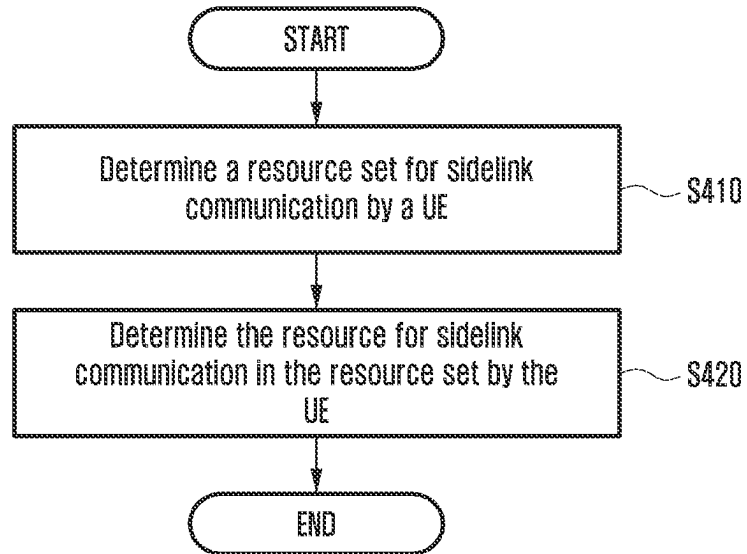 START
Determine a resource set for sidelink
communication by a UE
S410
Determine the resource for sidelink
communication in the resource set by the
UE
S420
END